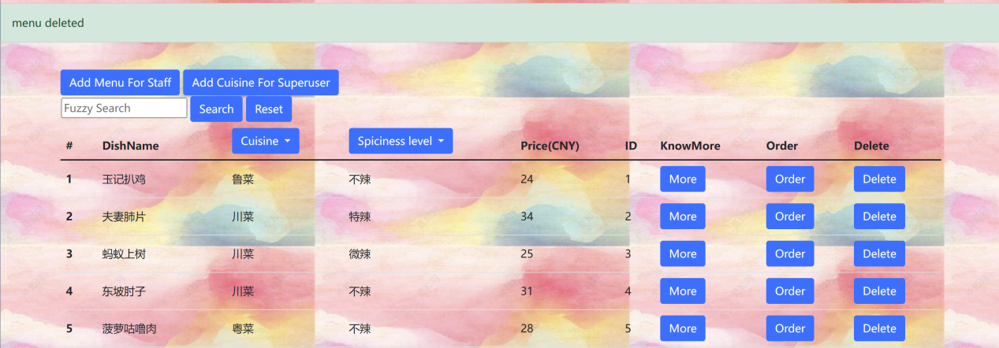 menu deleted
Add Menu For Staff Add Cuisine For Superuser
Fuzzy Search Search Reset
# DishName Cuisine Spiciness level Price(CNY) ID KnowMore Order Delete
1 玉记扒鸡 鲁菜 不辣 24 1 More Order Delete
2 夫妻肺片 川菜 特辣 34 2 More Order Delete
3 蚂蚁上树 川菜 微辣 25 3 More Order Delete
4 东坡肘子 川菜 不辣 31 4 More Order Delete
5 菠萝咕噜肉 粤菜 不辣 28 5 More Order Delete